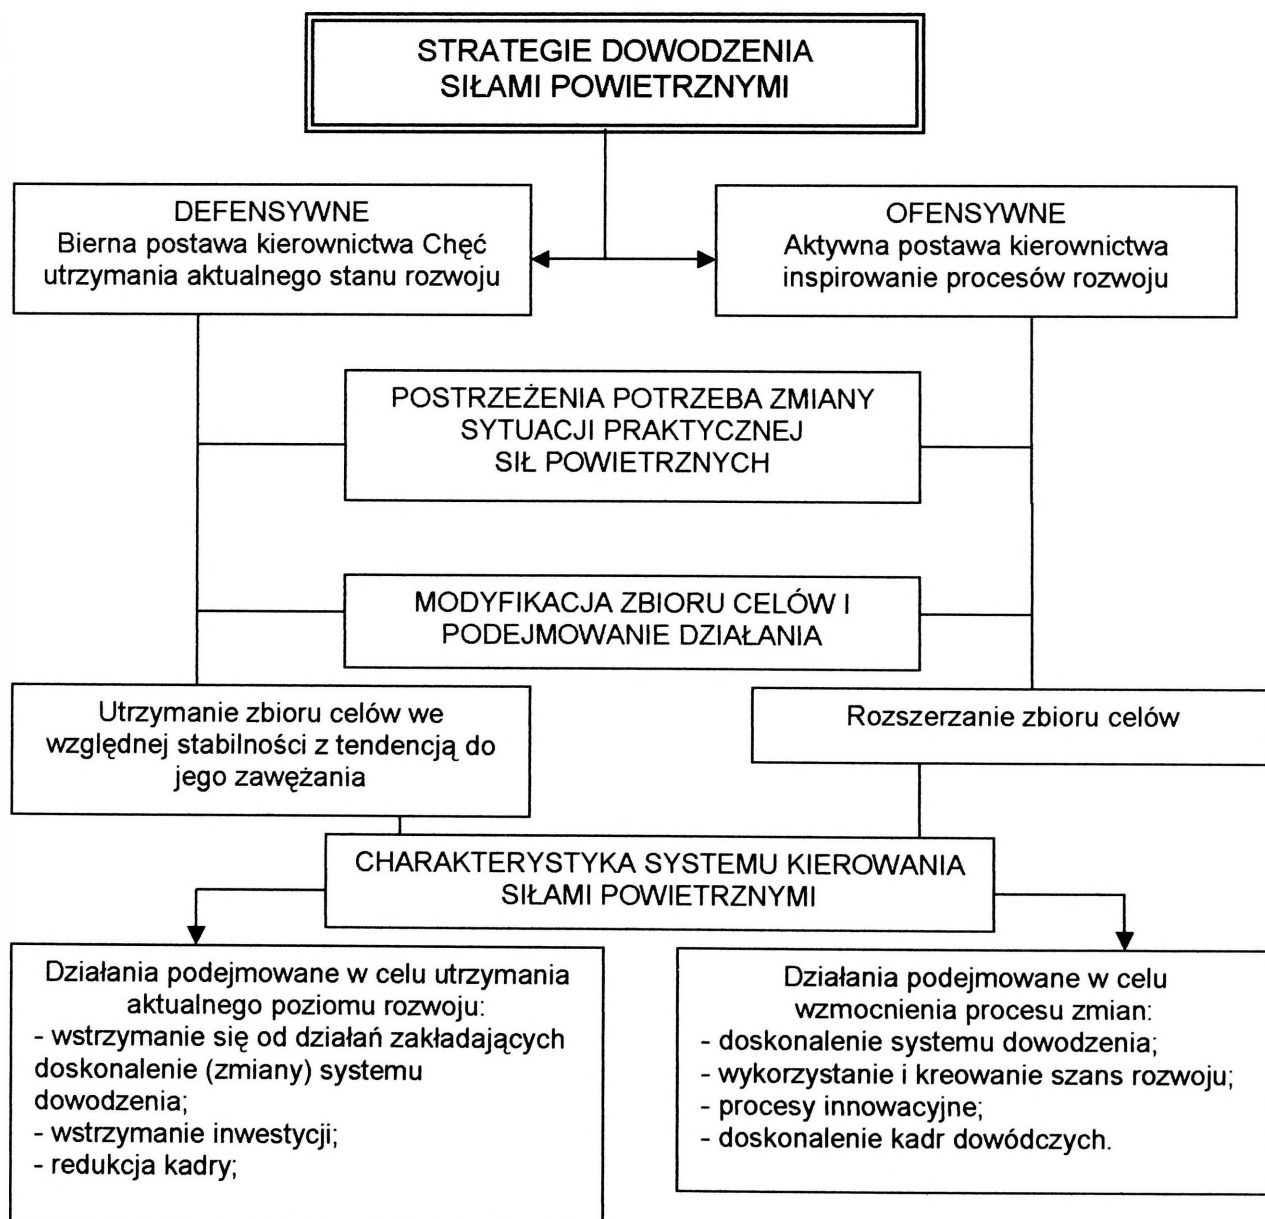 STRATEGIE DOWODZENIA
SIŁAMI POWIETRZNYMI
DEFENSYWNE
Bierna postawa kierownictwa Chęć
utrzymania aktualnego stanu rozwoju
OFENSYWNE
Aktywna postawa kierownictwa
inspirowanie procesów rozwoju
POSTRZEŻENIA POTRZEBA ZMIANY
SYTUACJI PRAKTYCZNEJ
SIŁ POWIETRZNYCH
MODYFIKACJA ZBIORU CELÓW I
PODEJMOWANIE DZIAŁANIA
Utrzymanie zbioru celów we
względnej stabilności z tendencją do
jego zawężania
Rozszerzanie zbioru celów
CHARAKTERYSTYKA SYSTEMU KIEROWANIA
SIŁAMI POWIETRZNYMI
Działania podejmowane w celu utrzymania
aktualnego poziomu rozwoju:
- wstrzymanie się od działań zakładających
doskonalenie (zmiany) systemu
dowodzenia;
- wstrzymanie inwestycji;
- redukcja kadry;
Działania podejmowane w celu
wzmocnienia procesu zmian:
- doskonalenie systemu dowodzenia;
- wykorzystanie i kreowanie szans rozwoju;
- procesy innowacyjne;
- doskonalenie kadr dowódczych.